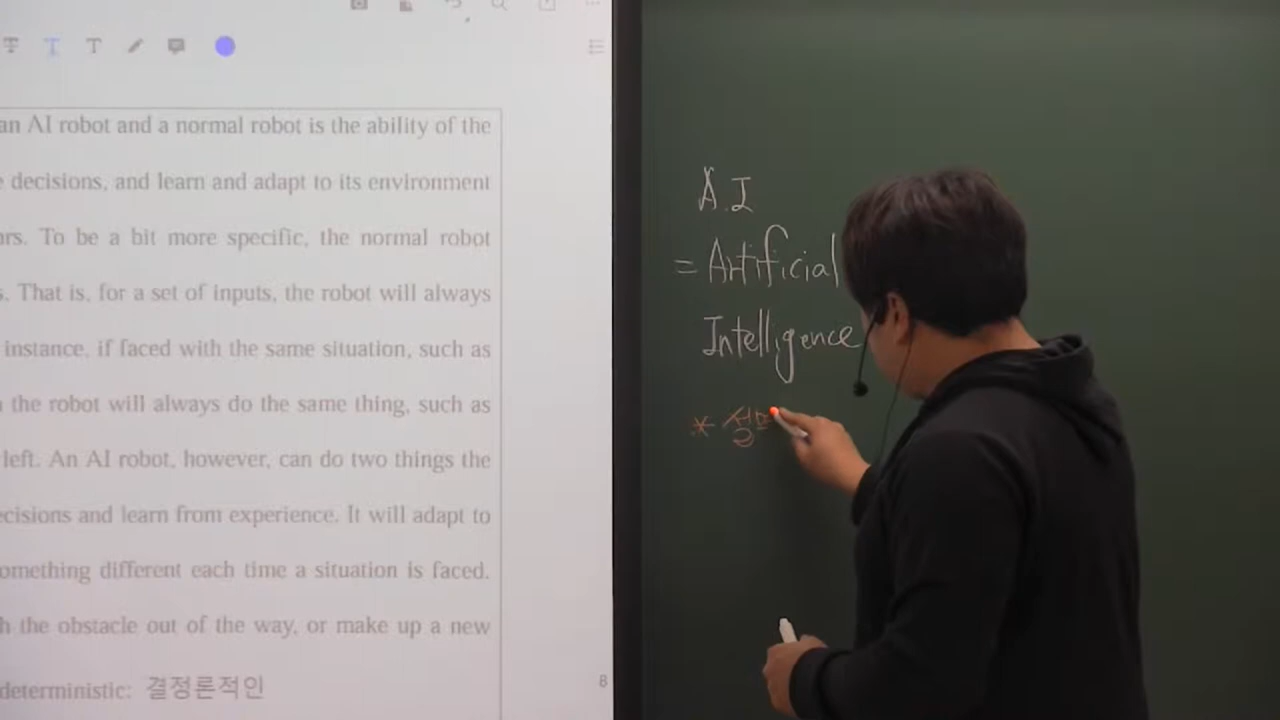 an AI robot and a normal robot is the ability of the
decisions, and learn and adapt to its environment
To be a bit more specific, the normal robot
That is, for a set of inputs, the robot will always
instance, if faced with the same situation, such as
the robot will always do the same thing, such as
left. An AI robot, however, can do two things the
and learn from experience. It will adapt to
different each time a situation is faced.
the obstacle out of the way, or make up a new
deterministic: 결정론적인
8
A.I
= Artificial
Intelligence